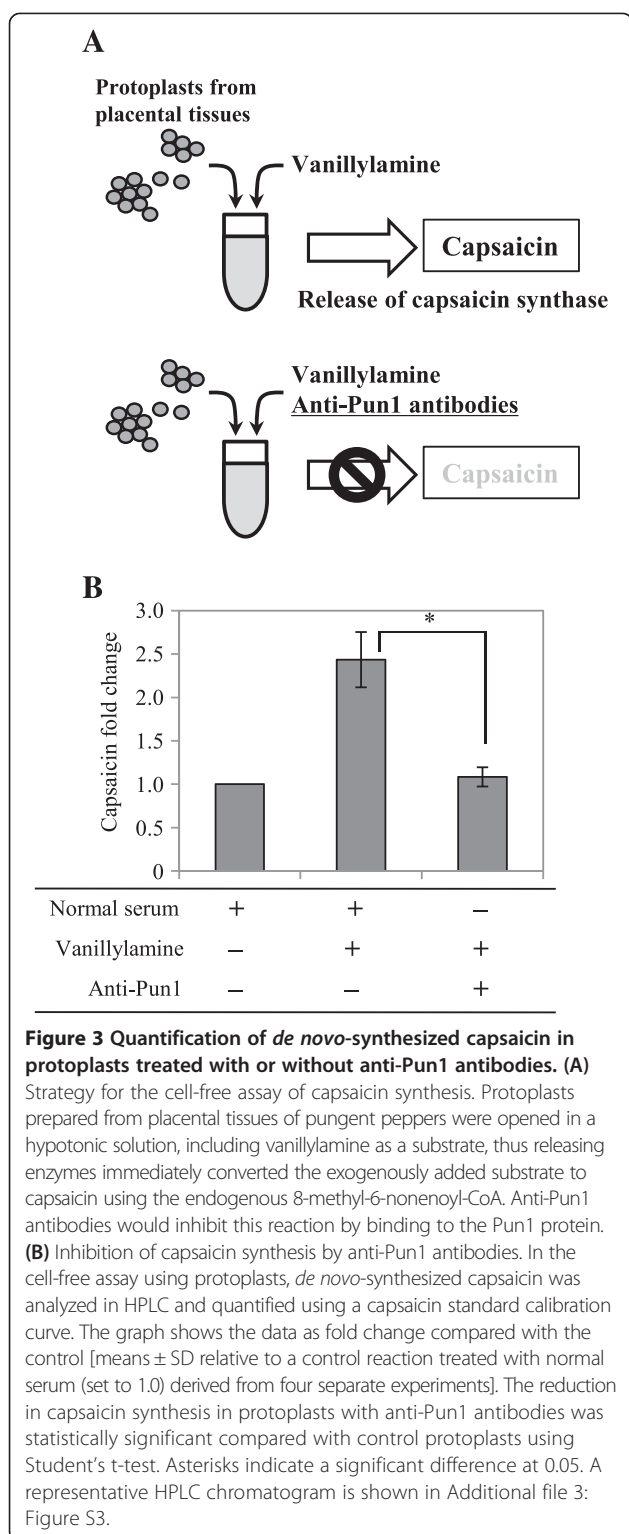 A
Protoplasts from
placental tissues
Vanillylamine
Capsaicin
Release of capsaicin synthase
Vanillylamine
Anti-Pun1 antibodies
Capsaicin
B
Capsaicin fold change
3.0
2.5
2.0
1.5
1.0
0.5
0
*
Normal serum + + –
Vanillylamine – + +
Anti-Pun1 – – +
Figure 3 Quantification of de novo-synthesized capsaicin in
protoplasts treated with or without anti-Pun1 antibodies. (A)
Strategy for the cell-free assay of capsaicin synthesis. Protoplasts
prepared from placental tissues of pungent peppers were opened in a
hypotonic solution, including vanillylamine as a substrate, thus releasing
enzymes immediately converted the exogenously added substrate to
capsaicin using the endogenous 8-methyl-6-nonenoyl-CoA. Anti-Pun1
antibodies would inhibit this reaction by binding to the Pun1 protein.
(B) Inhibition of capsaicin synthesis by anti-Pun1 antibodies. In the
cell-free assay using protoplasts, de novo-synthesized capsaicin was
analyzed in HPLC and quantified using a capsaicin standard calibration
curve. The graph shows the data as fold change compared with the
control [means ± SD relative to a control reaction treated with normal
serum (set to 1.0) derived from four separate experiments]. The reduction
in capsaicin synthesis in protoplasts with anti-Pun1 antibodies was
statistically significant compared with control protoplasts using
Student's t-test. Asterisks indicate a significant difference at 0.05. A
representative HPLC chromatogram is shown in Additional file 3:
Figure S3.